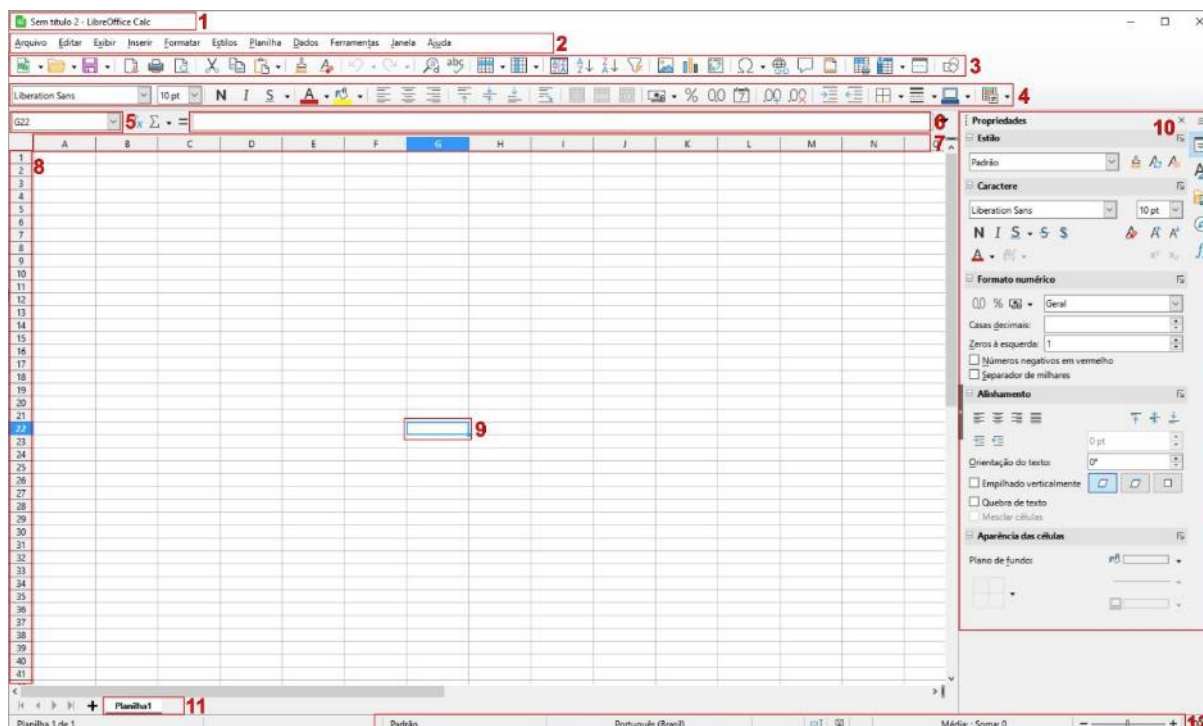 Sem título 2 - LibreOffice Calc 1
Arquivo Editar Exibir Inserir Formatar Estilos Planilha Dados Ferramentas Janela Ajuda 2
3
Liberation Sans 10 pt N I S A % 0,0 ,00 ,00 4
G22 5 Σ = 6
A B C D E F G H I J K L M N 7
8
1
2
3
4
5
6
7
8
9
10
11
12
13
14
15
16
17
18
19
20
21
22 9
23
24
25
26
27
28
29
30
31
32
33
34
35
36
37
38
39
40
41
Propriedades 10
Estilo
Padrão
Caractere
Liberation Sans 10 pt
N I S S S
A
Formato numérico
0,0 % Geral
Casas decimais:
Zeros à esquerda: 1
Números negativos em vermelho
Separador de milhares
Alinhamento
0 pt
Orientação do texto: 0°
Empilhado verticalmente
Quebra de texto
Mesclar células
Aparência das células
Plano de fundo:
Planilha1 11
Planilha 1 de 1 Padrão Português (Brasil) Média: ; Soma: 0